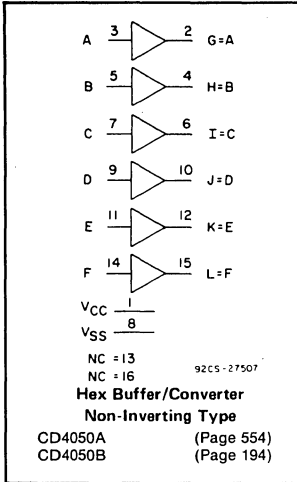 A 3 2 G=A
B 5 4 H=B
C 7 6 I=C
D 9 10 J=D
E 11 12 K=E
F 14 15 L=F
VCC 1
VSS 8
NC = 13
NC = 16
92CS-27507
Hex Buffer/Converter
Non-Inverting Type
CD4050A (Page 554)
CD4050B (Page 194)